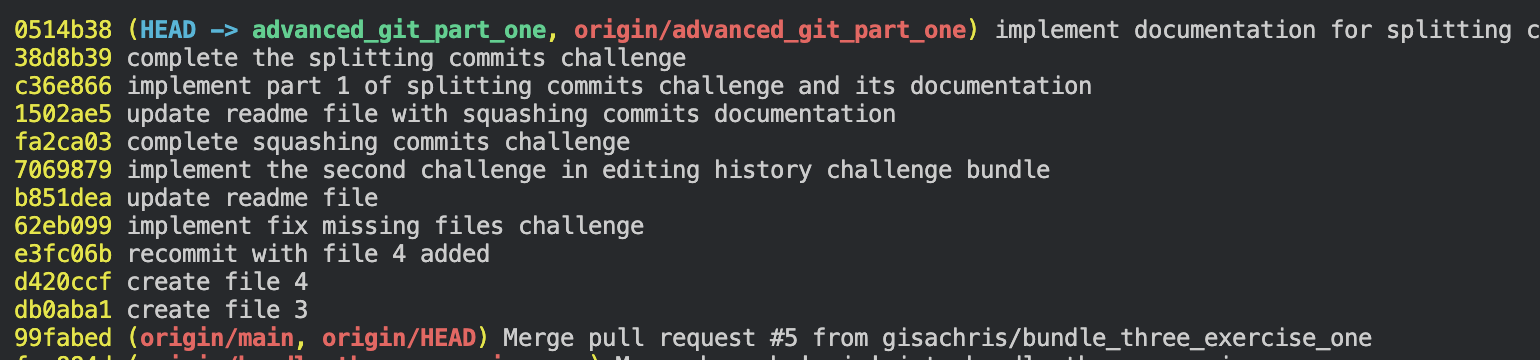 0514b38 (HEAD -> advanced_git_part_one, origin/advanced_git_part_one) implement documentation for splitting c
38d8b39 complete the splitting commits challenge
c36e866 implement part 1 of splitting commits challenge and its documentation
1502ae5 update readme file with squashing commits documentation
fa2ca03 complete squashing commits challenge
7069879 implement the second challenge in editing history challenge bundle
b851dea update readme file
62eb099 implement fix missing files challenge
e3fc06b recommit with file 4 added
d420ccf create file 4
db0aba1 create file 3
99fabed (origin/main, origin/HEAD) Merge pull request #5 from gisachris/bundle_three_exercise_one